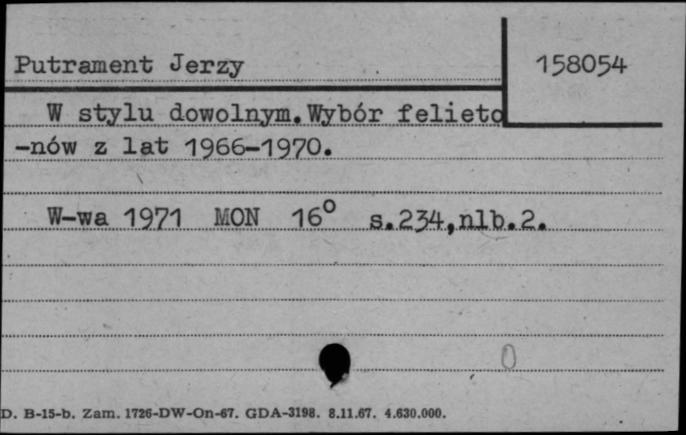 Putrament Jerzy
158054
W stylu dowolnym.Wybór felieto
-nów z lat 1966-1970.
W-wa 1971 MON 16° s.234,nlb.2.
0
D. B-15-b. Zam. 1726-DW-On-67. GDA-3198. 8.11.67. 4.630.000.